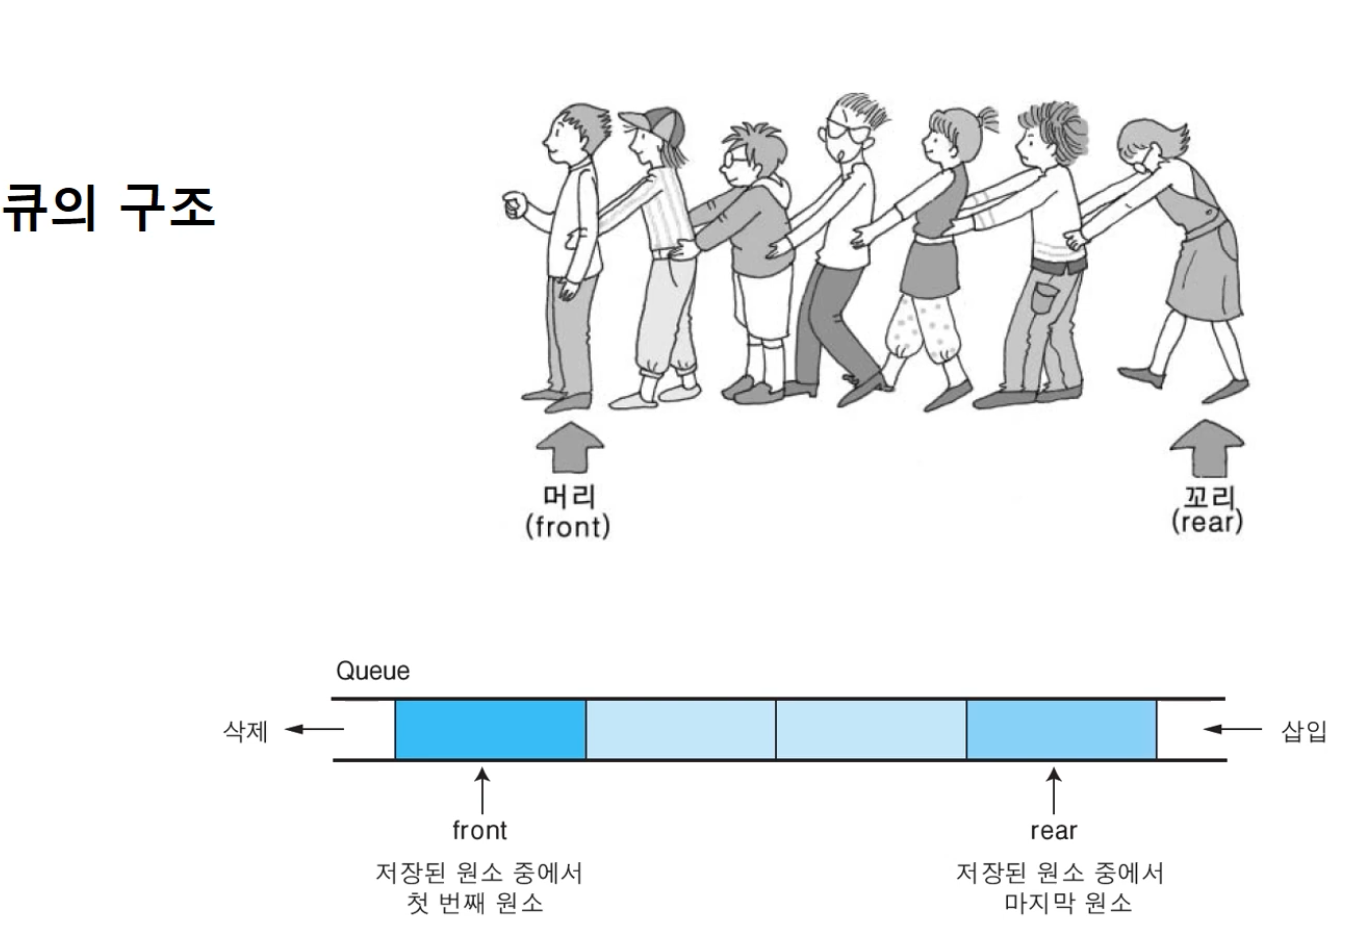 큐의 구조
머리
(front)
꼬리
(rear)
Queue
삭제
삽입
front
저장된 원소 중에서
첫 번째 원소
rear
저장된 원소 중에서
마지막 원소